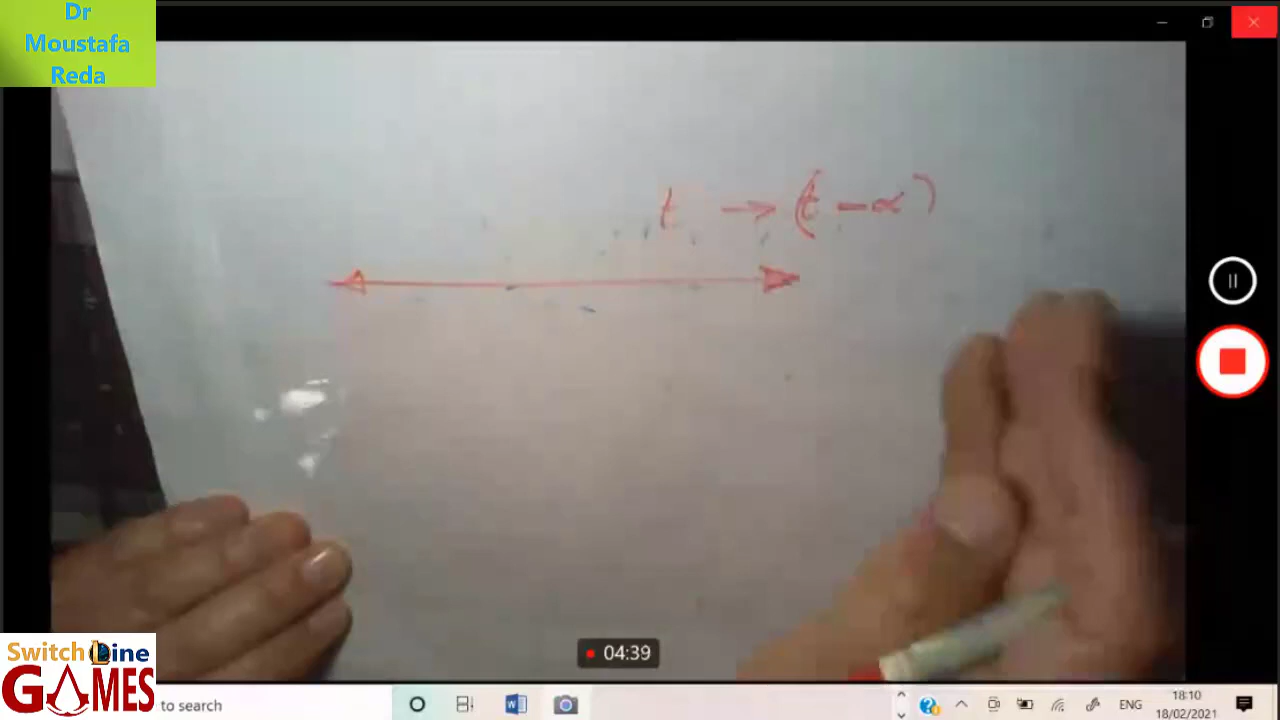 Dr
Moustafa
Reda
t → (t - α)
04:39
Switch Line
GAMES
to search
ENG
18:10
18/02/2021